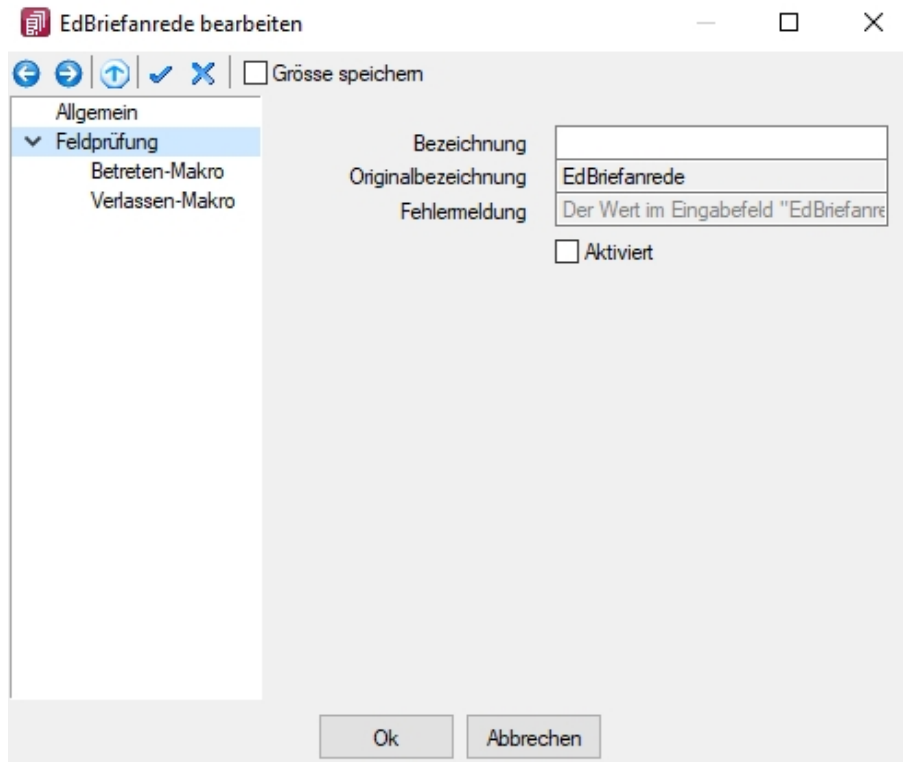 EdBriefanrede bearbeiten
Grösse speichern
Allgemein
Feldprüfung
Betreten-Makro
Verlassen-Makro
Bezeichnung
Originalbezeichnung EdBriefanrede
Fehlermeldung Der Wert im Eingabefeld "EdBriefanre
Aktiviert
Ok Abbrechen